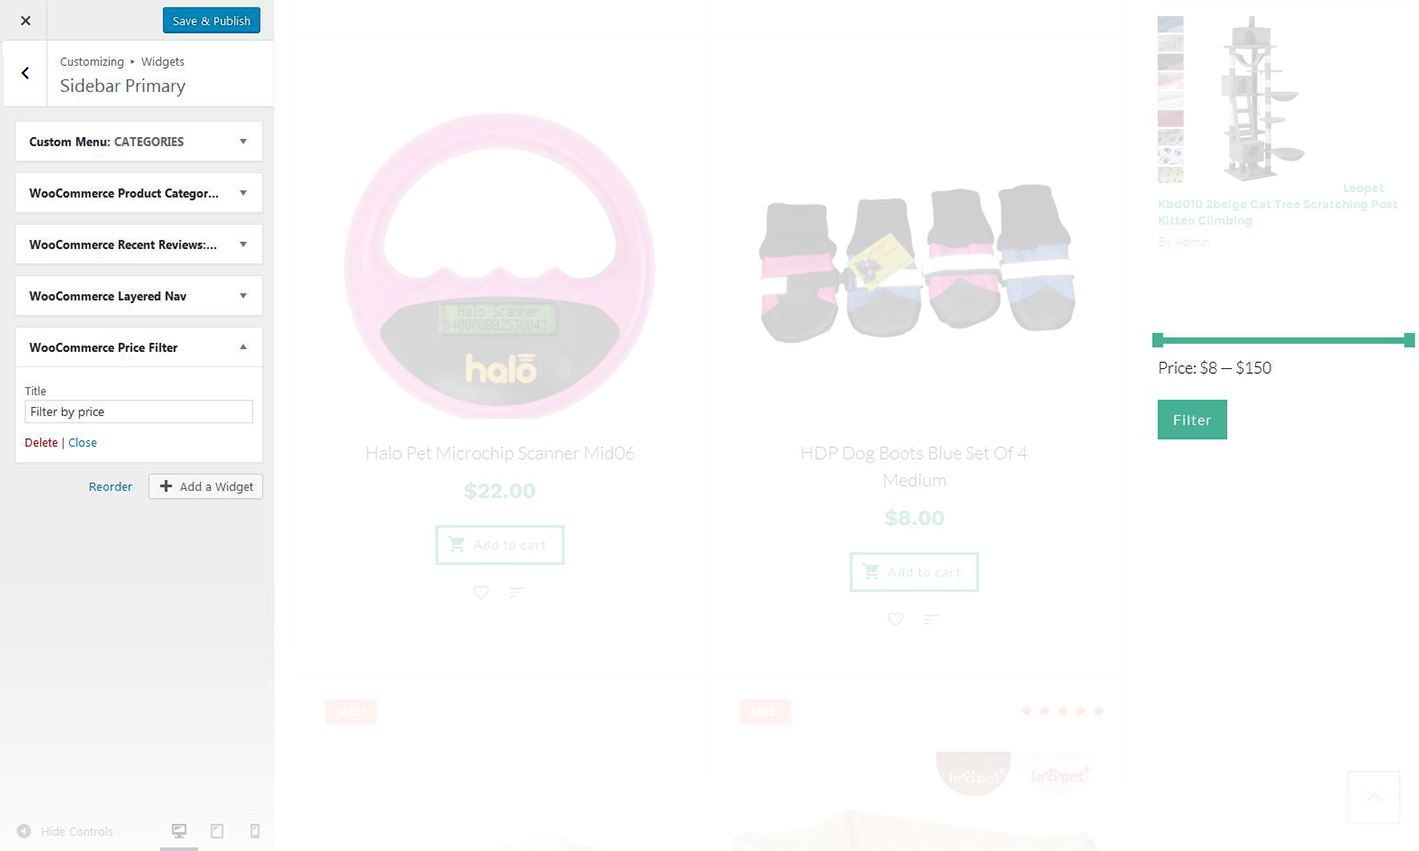 Save & Publish
Customizing ▸ Widgets
Sidebar Primary
Custom Menu: CATEGORIES
WooCommerce Product Categor...
WooCommerce Recent Reviews:...
WooCommerce Layered Nav
WooCommerce Price Filter
Title
Filter by price
Delete | Close
Reorder
Add a Widget
Hide Controls
Halo Scanner
halo
Halo Pet Microchip Scanner Mid06
$22.00
Add to cart
HDP Dog Boots Blue Set Of 4
Medium
$8.00
Add to cart
SALE!
SALE!
leopet
leopet
Leopet
Kbd010 2beige Cat Tree Scratching Post
Kitten Climbing
By Admin
Price: $8 — $150
Filter